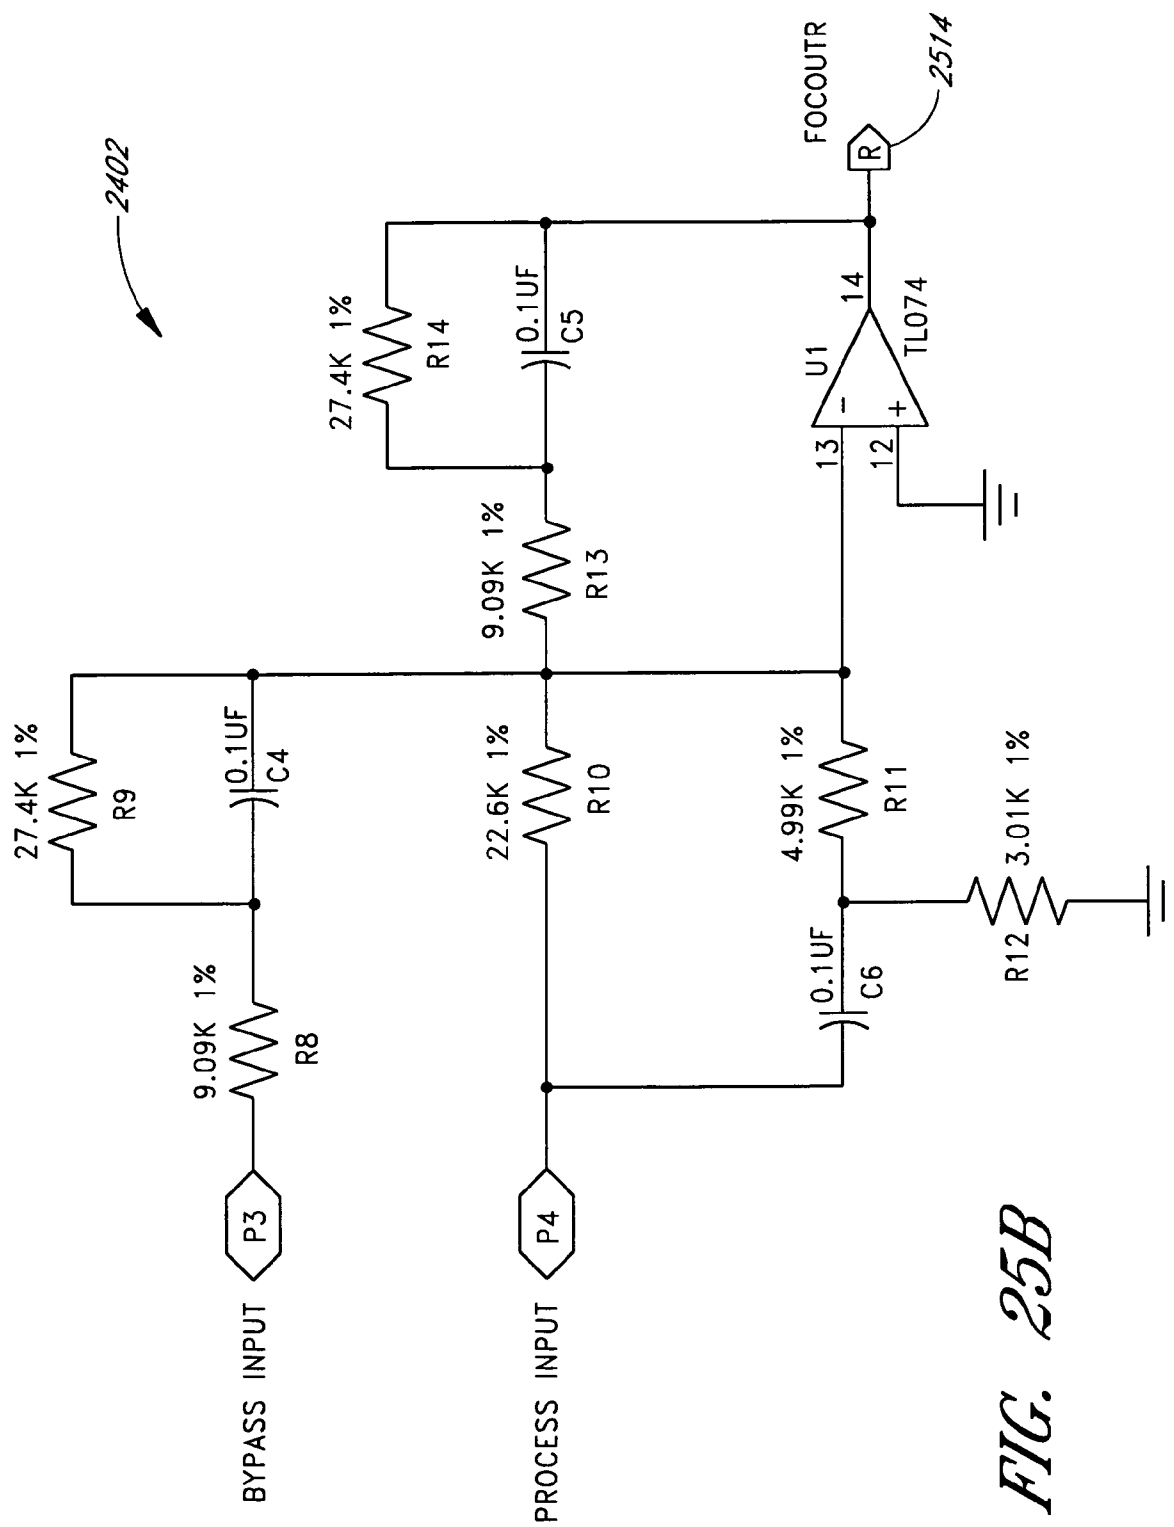 2402
27.4K 1%
R9
0.1UF
C4
9.09K 1%
R8
P3
BYPASS INPUT
27.4K 1%
R14
0.1UF
C5
9.09K 1%
R13
22.6K 1%
R10
P4
PROCESS INPUT
4.99K 1%
R11
0.1UF
C6
R12
3.01K 1%
13
12
-
+
U1
14
TL074
R
FOCOUTR
2514
FIG. 25B